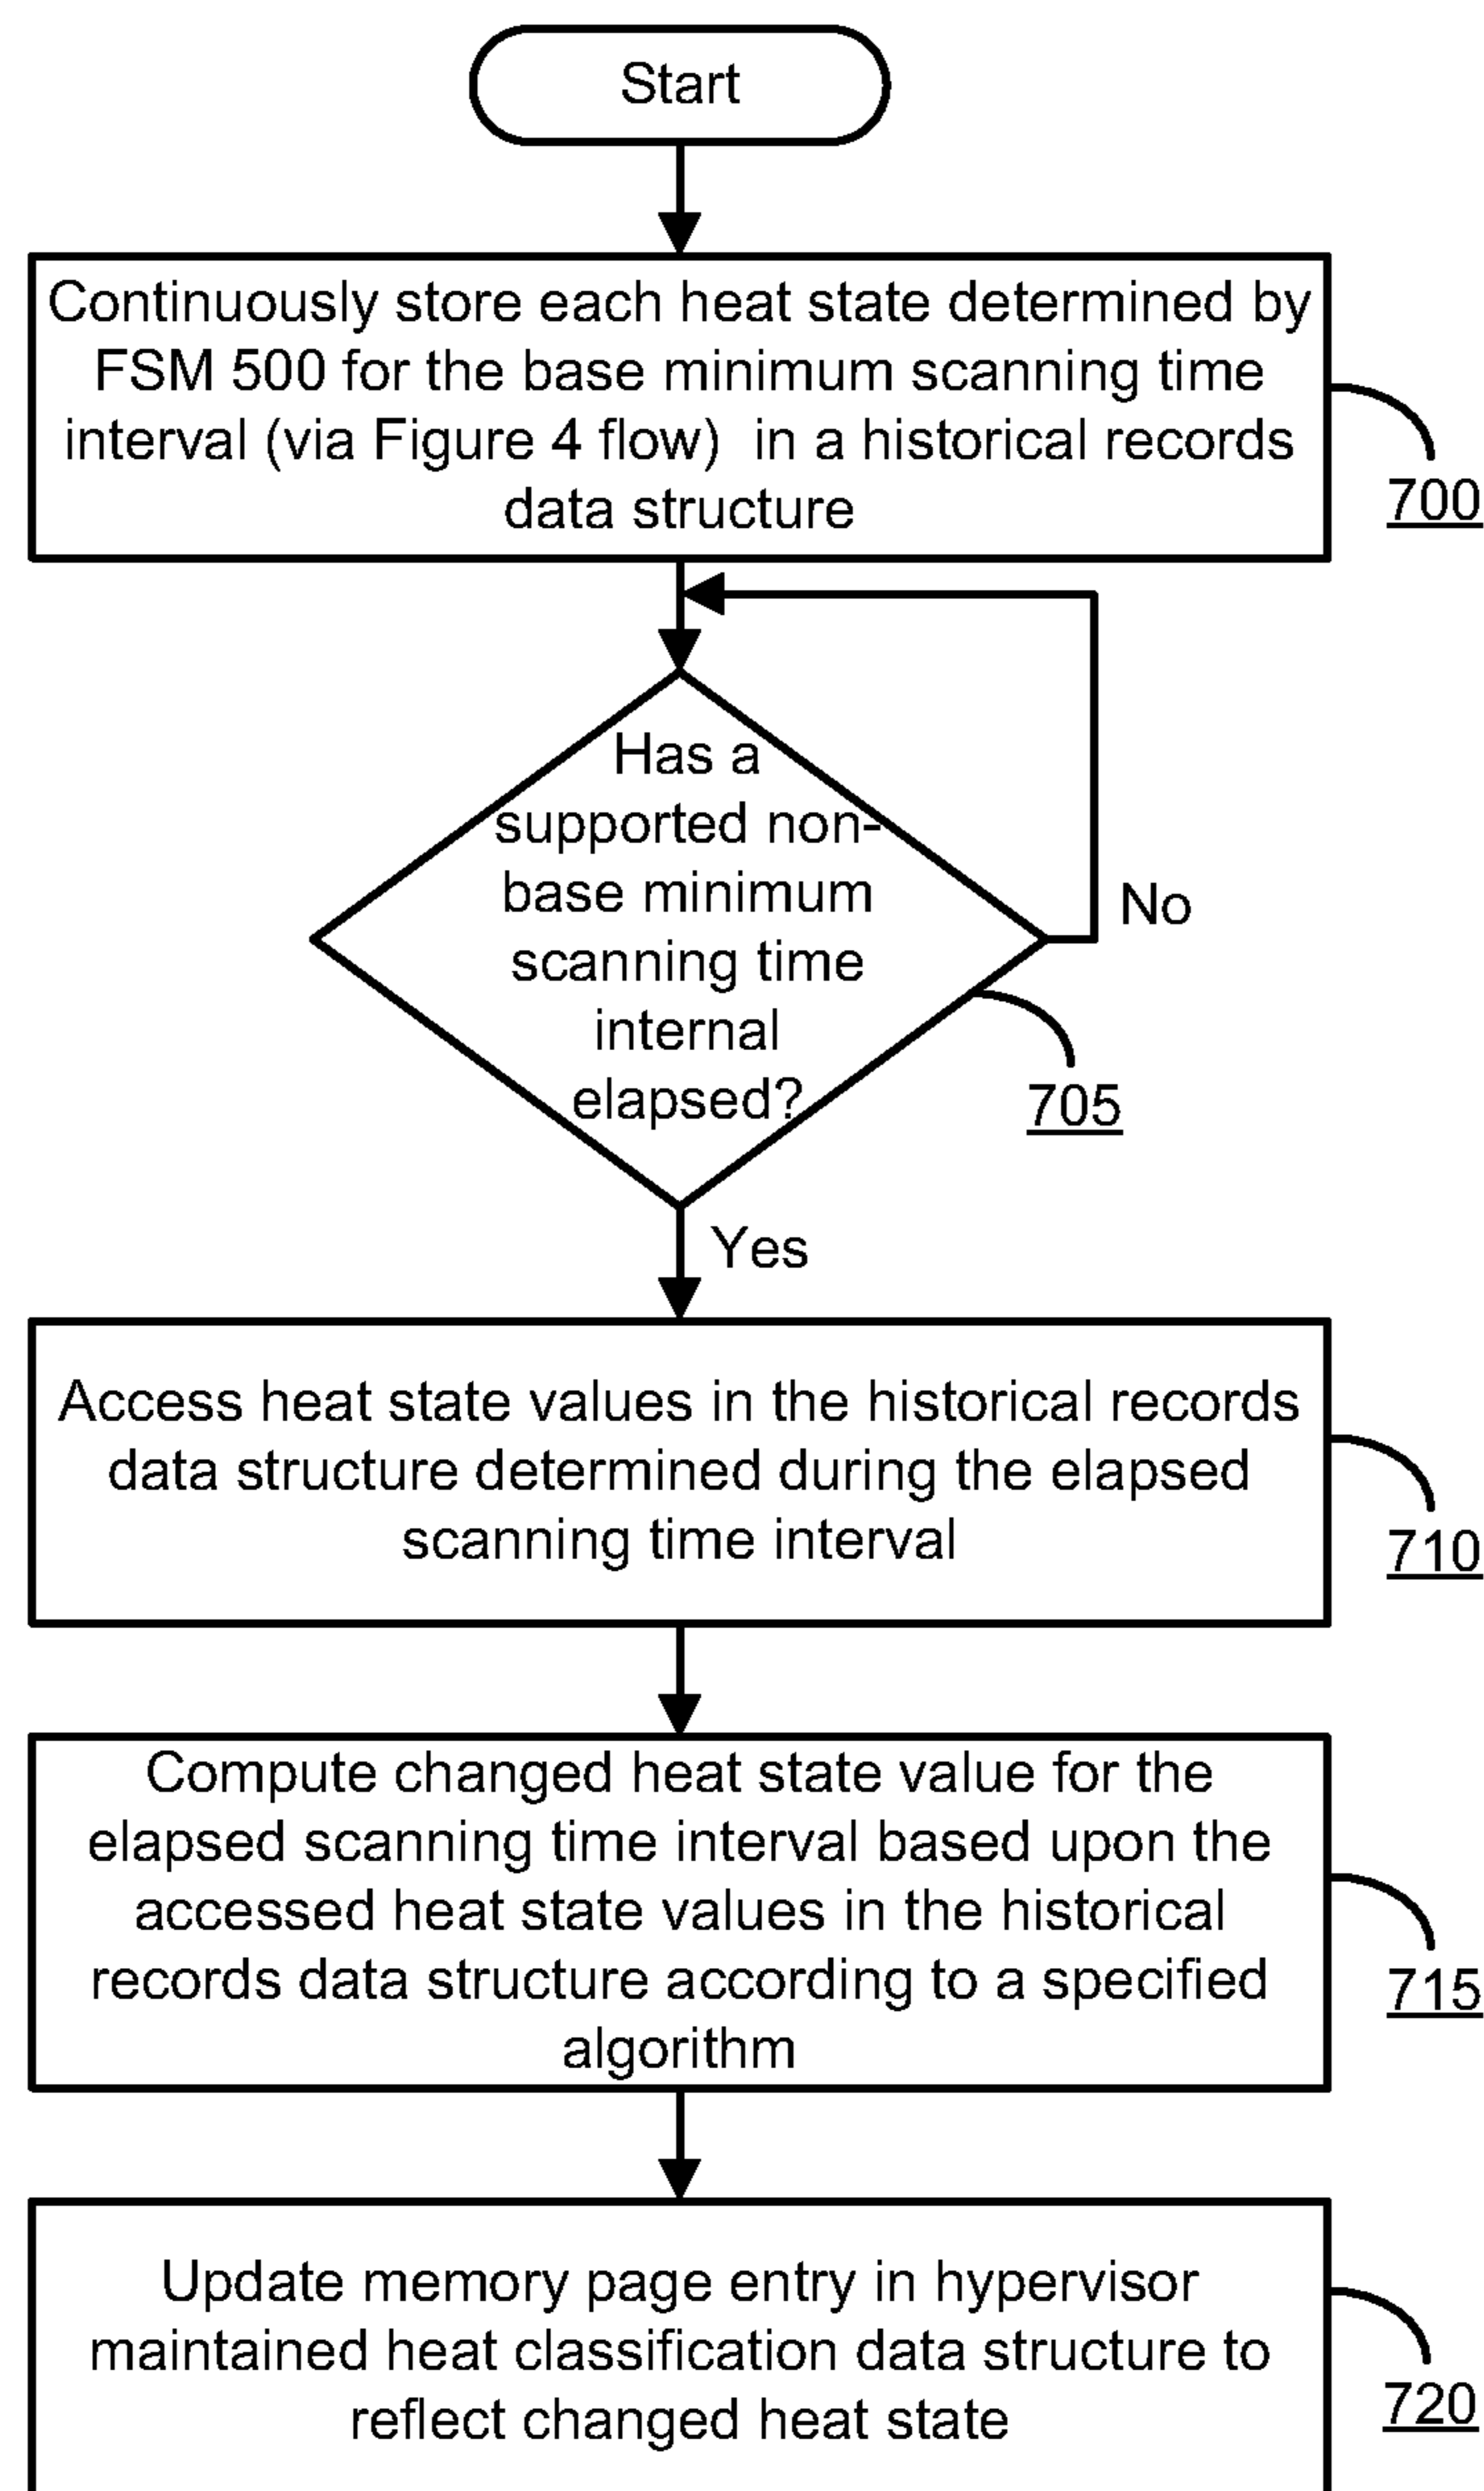 Start
Continuously store each heat state determined by
FSM 500 for the base minimum scanning time
interval (via Figure 4 flow) in a historical records
data structure
700
Has a
supported non-
base minimum
scanning time
internal
elapsed?
No
705
Yes
Access heat state values in the historical records
data structure determined during the elapsed
scanning time interval
710
Compute changed heat state value for the
elapsed scanning time interval based upon the
accessed heat state values in the historical
records data structure according to a specified
algorithm
715
Update memory page entry in hypervisor
maintained heat classification data structure to
reflect changed heat state
720